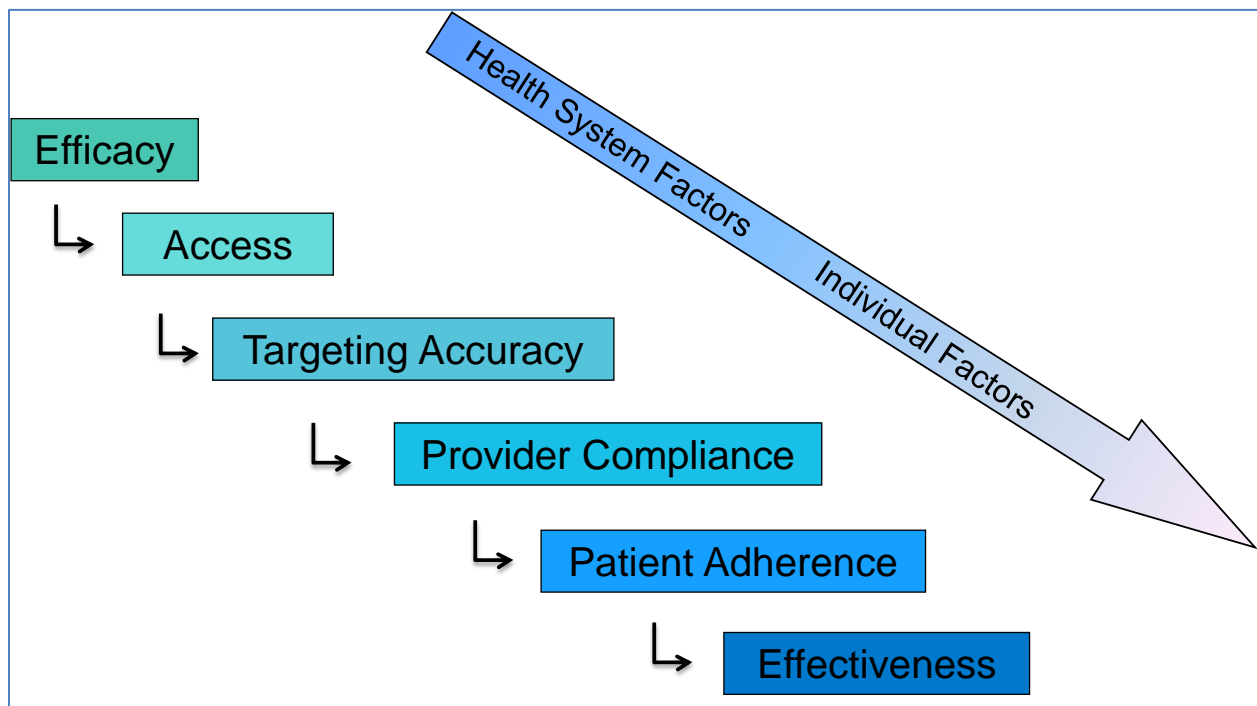 Health System Factors
Individual Factors
Efficacy
Access
Targeting Accuracy
Provider Compliance
Patient Adherence
Effectiveness